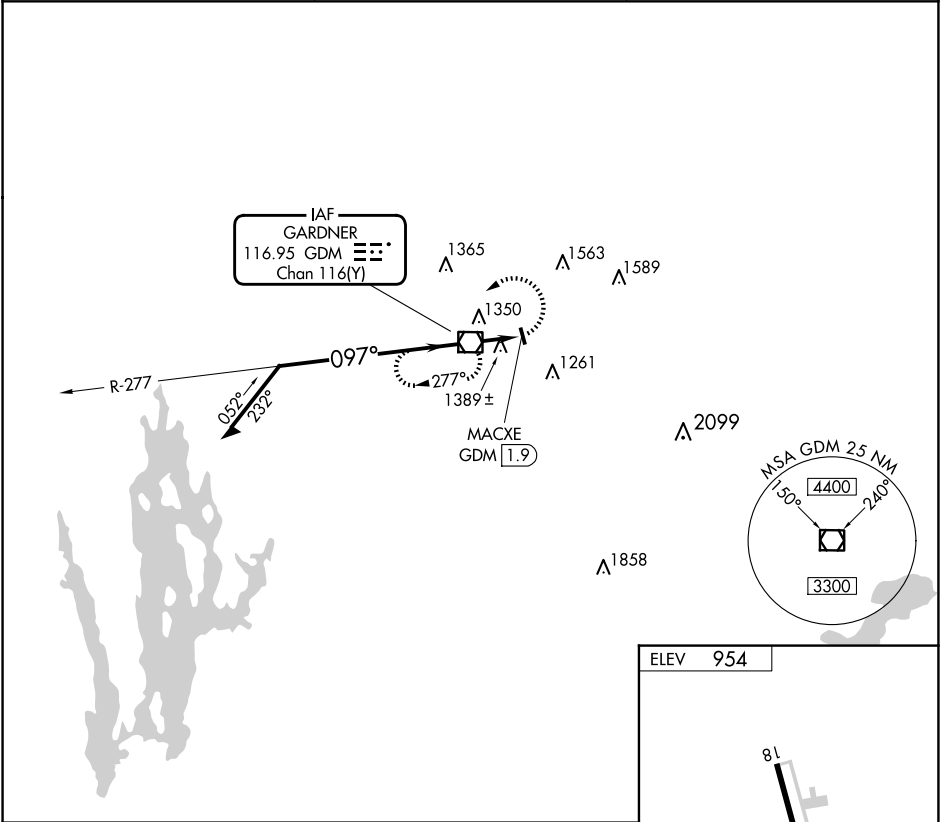 IAF
GARDNER
116.95 GDM
Chan 116(Y)
1365
1563
1589
1350
097°
R-277
277°
1261
1389 ±
052°
232°
MACXE
GDM 1.9
2099
MSA GDM 25 NM
4400
150°
240°
3300
1858
ELEV 954
18